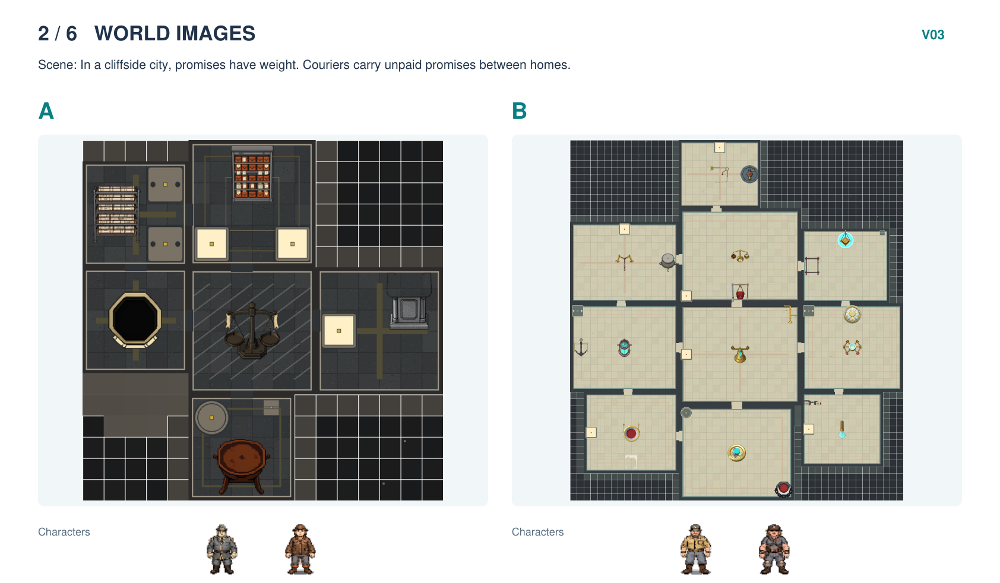 2 / 6 WORLD IMAGES
V03
Scene: In a cliffside city, promises have weight. Couriers carry unpaid promises between homes.
A
B
Characters
Characters